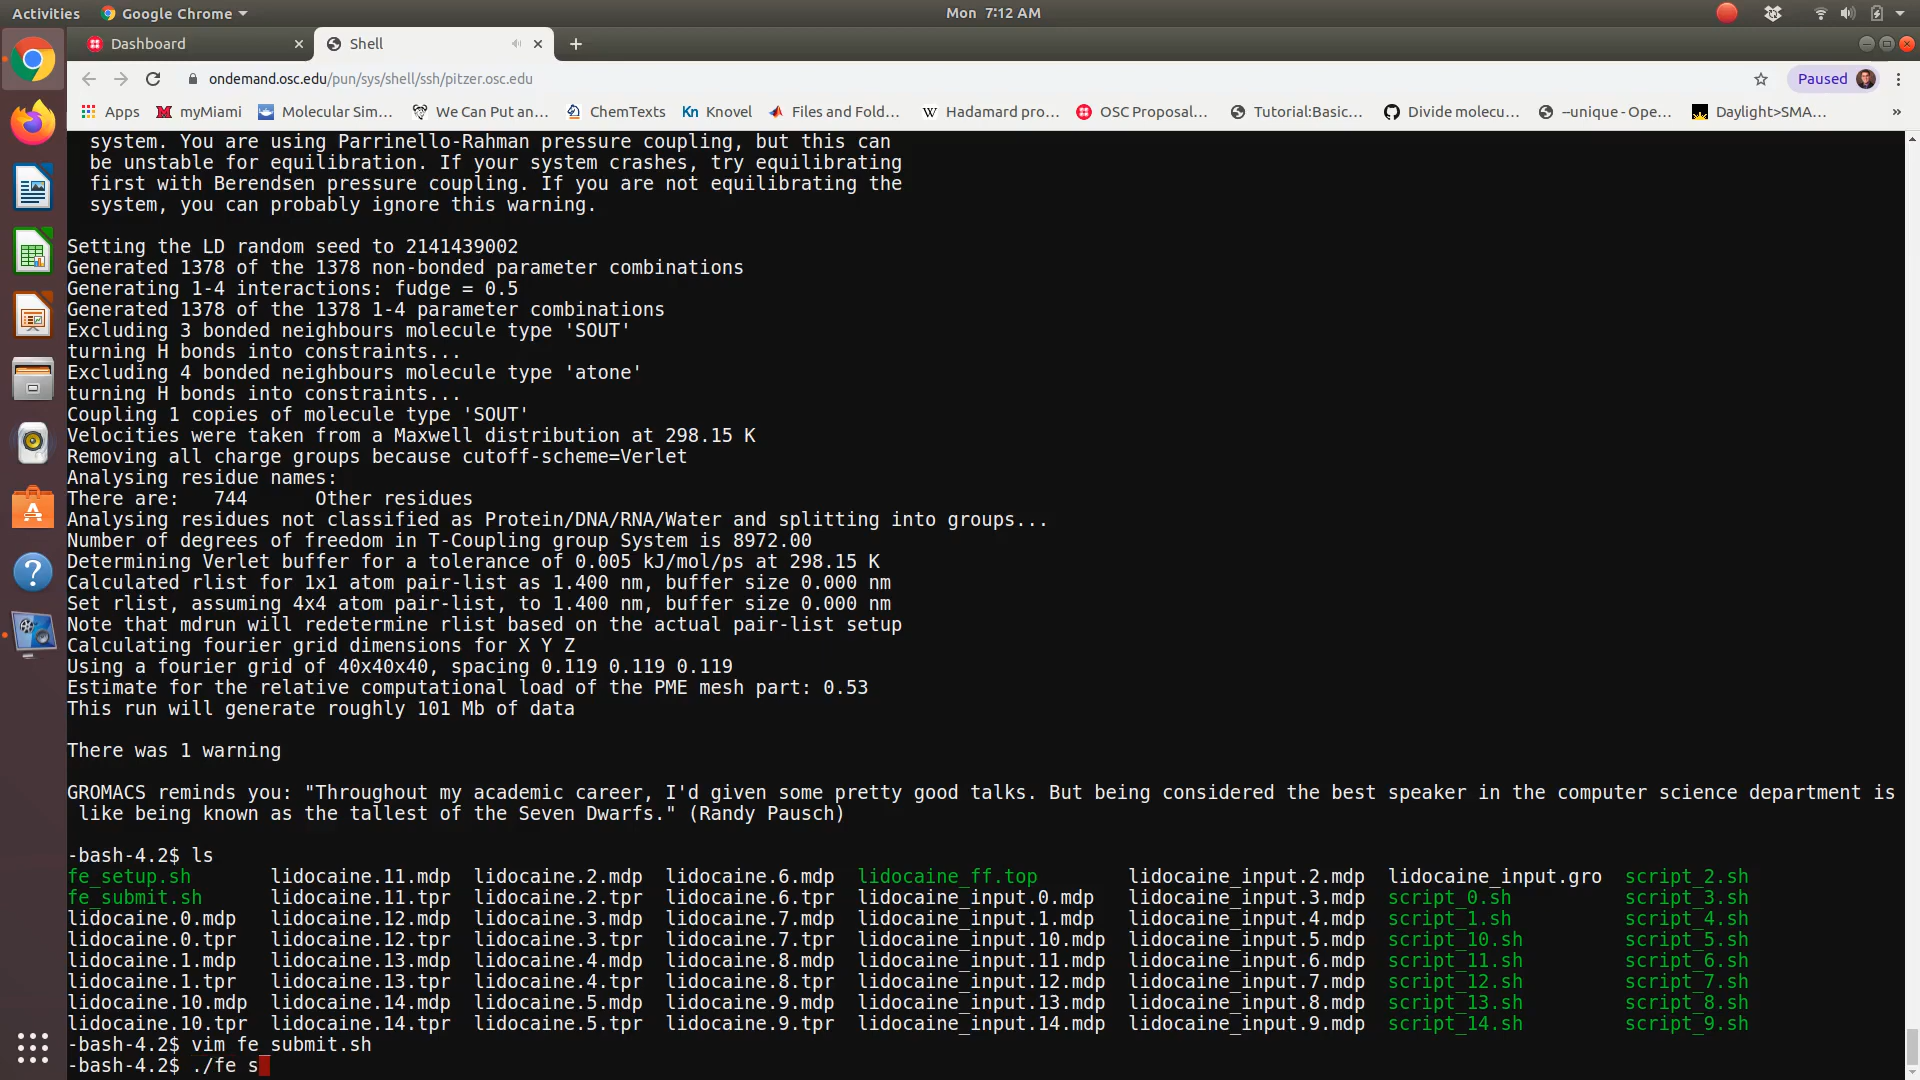 Activities Google Chrome Mon 7:12 AM
Dashboard Shell
ondemand.osc.edu/pun/sys/shell/ssh/pitzer.osc.edu Paused
Apps myMiami Molecular Sim... We Can Put an... ChemTexts Kn Knovel Files and Fold... W Hadamard pro... OSC Proposal... Tutorial:Basic... Divide molecu... --unique - Ope... Daylight>SMA... »
system. You are using Parrinello-Rahman pressure coupling, but this can
be unstable for equilibration. If your system crashes, try equilibrating
first with Berendsen pressure coupling. If you are not equilibrating the
system, you can probably ignore this warning.
Setting the LD random seed to 2141439002
Generated 1378 of the 1378 non-bonded parameter combinations
Generating 1-4 interactions: fudge = 0.5
Generated 1378 of the 1378 1-4 parameter combinations
Excluding 3 bonded neighbours molecule type 'SOUT'
turning H bonds into constraints...
Excluding 4 bonded neighbours molecule type 'atone'
turning H bonds into constraints...
Coupling 1 copies of molecule type 'SOUT'
Velocities were taken from a Maxwell distribution at 298.15 K
Removing all charge groups because cutoff-scheme=Verlet
Analysing residue names:
There are: 744 Other residues
Analysing residues not classified as Protein/DNA/RNA/Water and splitting into groups...
Number of degrees of freedom in T-Coupling group System is 8972.00
Determining Verlet buffer for a tolerance of 0.005 kJ/mol/ps at 298.15 K
Calculated rlist for 1x1 atom pair-list as 1.400 nm, buffer size 0.000 nm
Set rlist, assuming 4x4 atom pair-list, to 1.400 nm, buffer size 0.000 nm
Note that mdrun will redetermine rlist based on the actual pair-list setup
Calculating fourier grid dimensions for X Y Z
Using a fourier grid of 40x40x40, spacing 0.119 0.119 0.119
Estimate for the relative computational load of the PME mesh part: 0.53
This run will generate roughly 101 Mb of data
There was 1 warning
GROMACS reminds you: "Throughout my academic career, I'd given some pretty good talks. But being considered the best speaker in the computer science department is
like being known as the tallest of the Seven Dwarfs." (Randy Pausch)
-bash-4.2$ ls
fe_setup.sh lidocaine.11.mdp lidocaine.2.mdp lidocaine.6.mdp lidocaine_ff.top lidocaine_input.2.mdp lidocaine_input.gro script_2.sh
fe_submit.sh lidocaine.11.tpr lidocaine.2.tpr lidocaine.6.tpr lidocaine_input.0.mdp lidocaine_input.3.mdp script_0.sh script_3.sh
lidocaine.0.mdp lidocaine.12.mdp lidocaine.3.mdp lidocaine.7.mdp lidocaine_input.1.mdp lidocaine_input.4.mdp script_1.sh script_4.sh
lidocaine.0.tpr lidocaine.12.tpr lidocaine.3.tpr lidocaine.7.tpr lidocaine_input.10.mdp lidocaine_input.5.mdp script_10.sh script_5.sh
lidocaine.1.mdp lidocaine.13.mdp lidocaine.4.mdp lidocaine.8.mdp lidocaine_input.11.mdp lidocaine_input.6.mdp script_11.sh script_6.sh
lidocaine.1.tpr lidocaine.13.tpr lidocaine.4.tpr lidocaine.8.tpr lidocaine_input.12.mdp lidocaine_input.7.mdp script_12.sh script_7.sh
lidocaine.10.mdp lidocaine.14.mdp lidocaine.5.mdp lidocaine.9.mdp lidocaine_input.13.mdp lidocaine_input.8.mdp script_13.sh script_8.sh
lidocaine.10.tpr lidocaine.14.tpr lidocaine.5.tpr lidocaine.9.tpr lidocaine_input.14.mdp lidocaine_input.9.mdp script_14.sh script_9.sh
-bash-4.2$ vim fe_submit.sh
-bash-4.2$ ./fe s